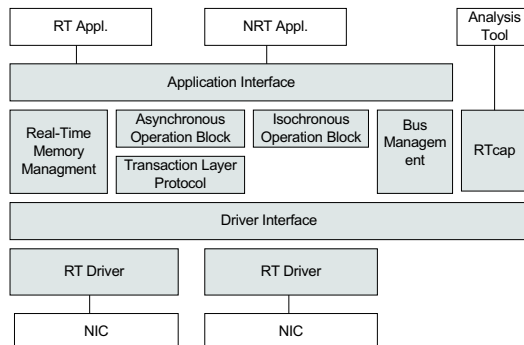 RT Appl.
NRT Appl.
Analysis
Tool
Application Interface
Real-Time
Memory
Managment
Asynchronous
Operation Block
Isochronous
Operation Block
Bus
Managem
ent
RTcap
Transaction Layer
Protocol
Driver Interface
RT Driver
RT Driver
NIC
NIC